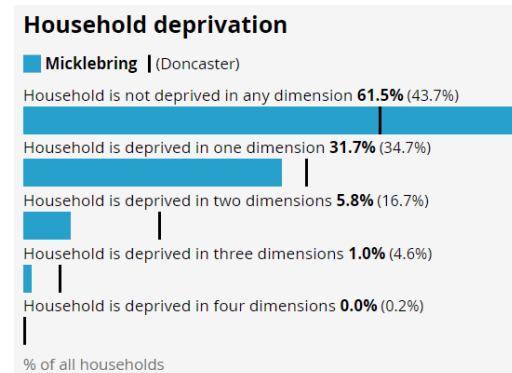 Household deprivation
Micklebring (Doncaster)
Household is not deprived in any dimension 61.5% (43.7%)
Household is deprived in one dimension 31.7% (34.7%)
Household is deprived in two dimensions 5.8% (16.7%)
Household is deprived in three dimensions 1.0% (4.6%)
Household is deprived in four dimensions 0.0% (0.2%)
% of all households